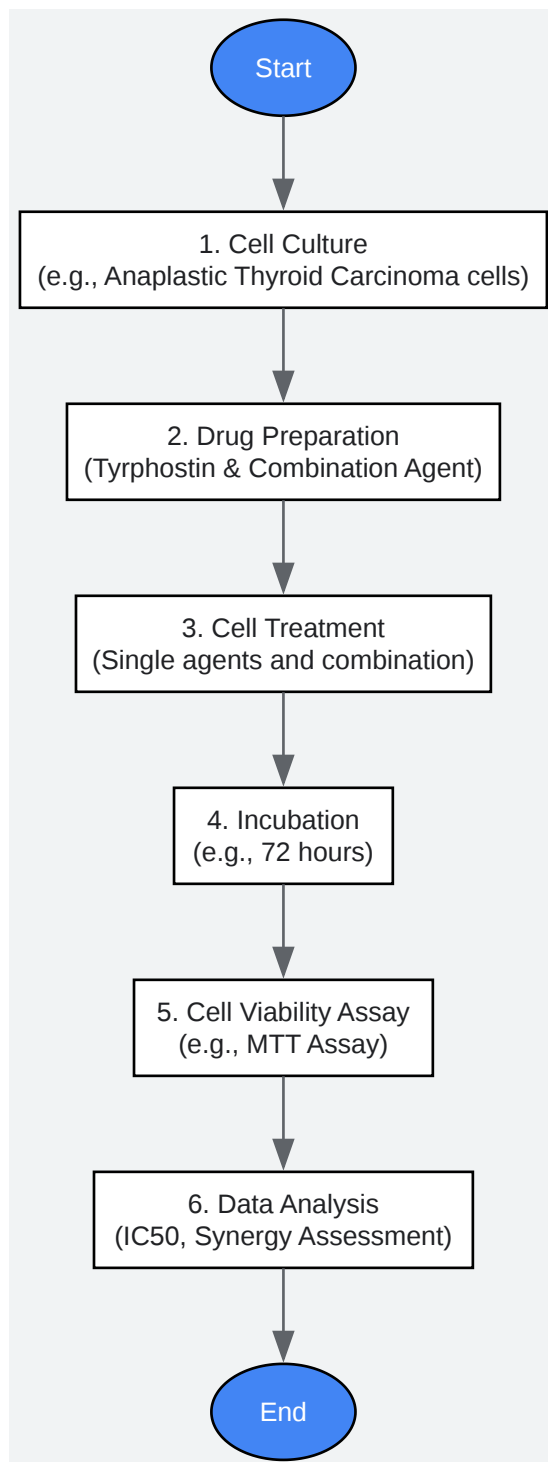 Start
1. Cell Culture
(e.g., Anaplastic Thyroid Carcinoma cells)
2. Drug Preparation
(Tyrphostin & Combination Agent)
3. Cell Treatment
(Single agents and combination)
4. Incubation
(e.g., 72 hours)
5. Cell Viability Assay
(e.g., MTT Assay)
6. Data Analysis
(IC50, Synergy Assessment)
End